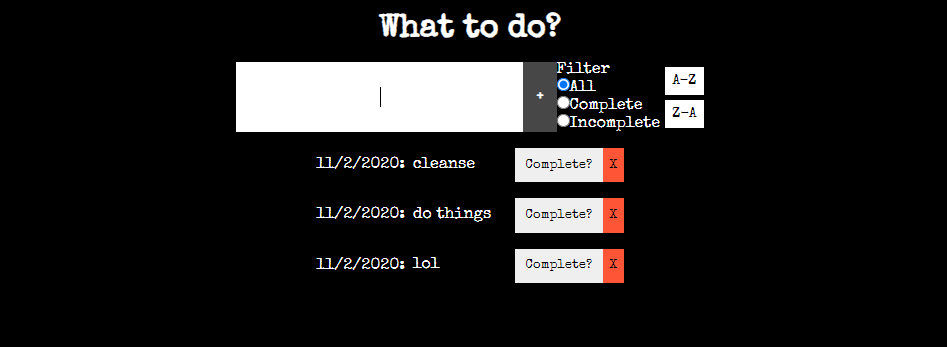 What to do?
+
Filter
All
Complete
Incomplete
A-Z
Z-A
11/2/2020: cleanse Complete? X
11/2/2020: do things Complete? X
11/2/2020: lol Complete? X